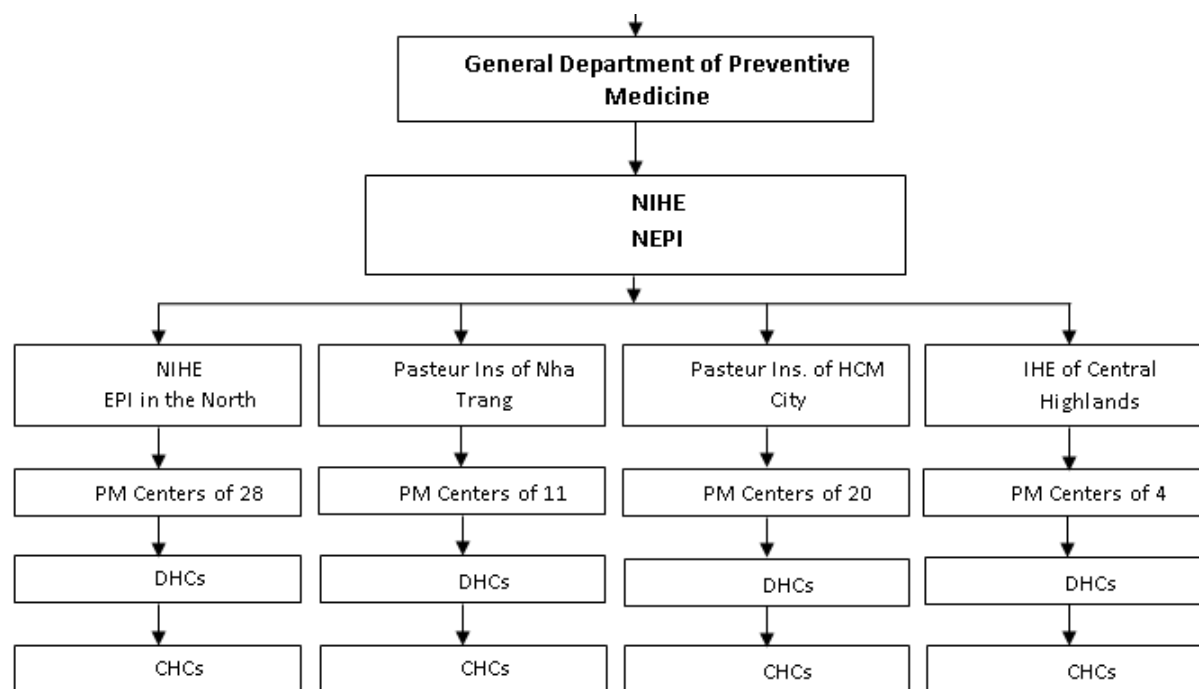 General Department of Preventive
Medicine
NIHE
NEPI
NIHE
EPI in the North
Pasteur Ins of Nha
Trang
Pasteur Ins. of HCM
City
IHE of Central
Highlands
PM Centers of 28
PM Centers of 11
PM Centers of 20
PM Centers of 4
DHCs
DHCs
DHCs
DHCs
CHCs
CHCs
CHCs
CHCs